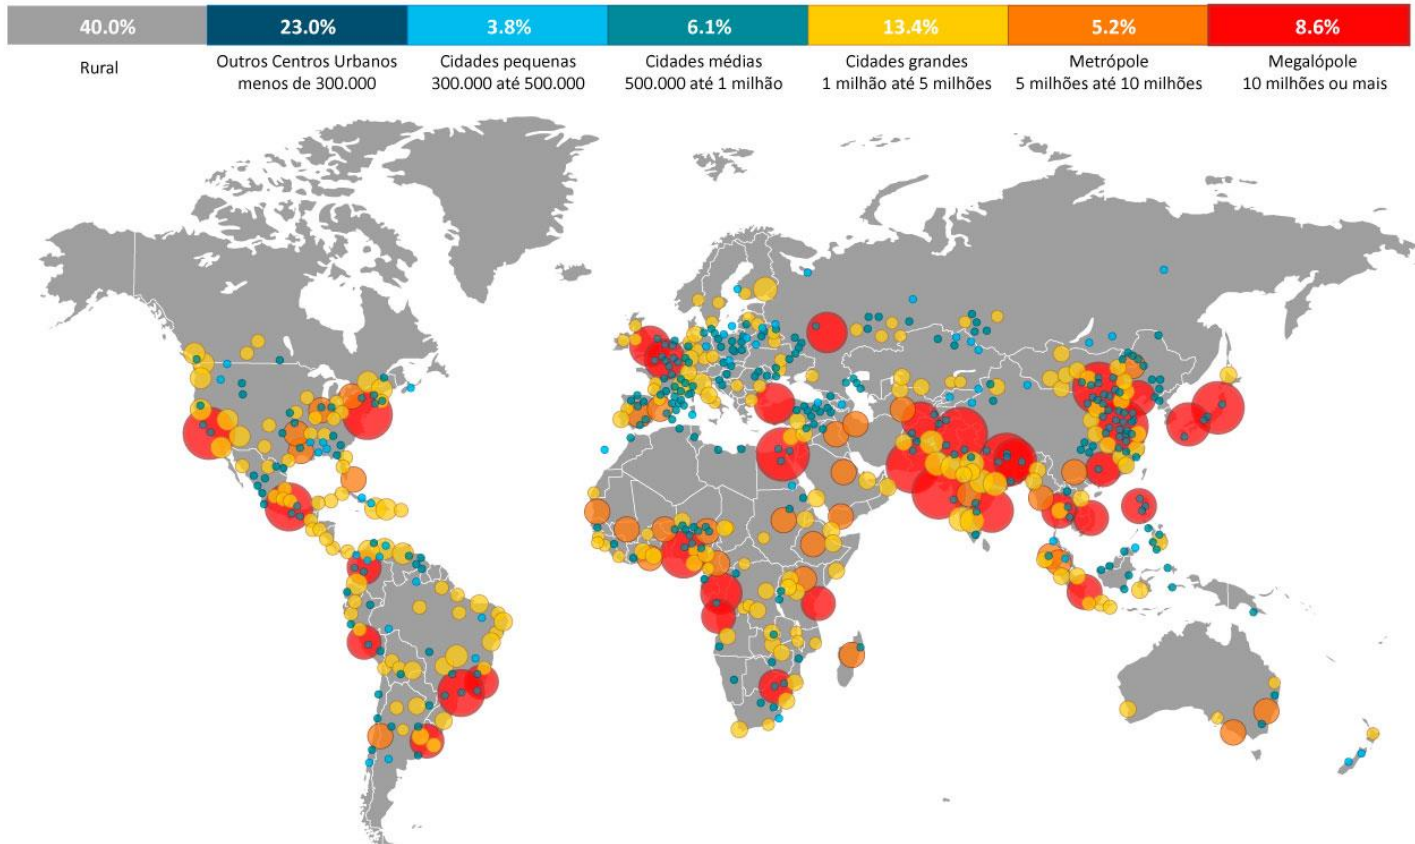 40.0% 23.0% 3.8% 6.1% 13.4% 5.2% 8.6%
Rural
Outros Centros Urbanos
menos de 300.000
Cidades pequenas
300.000 até 500.000
Cidades médias
500.000 até 1 milhão
Cidades grandes
1 milhão até 5 milhões
Metrópole
5 milhões até 10 milhões
Megalópole
10 milhões ou mais